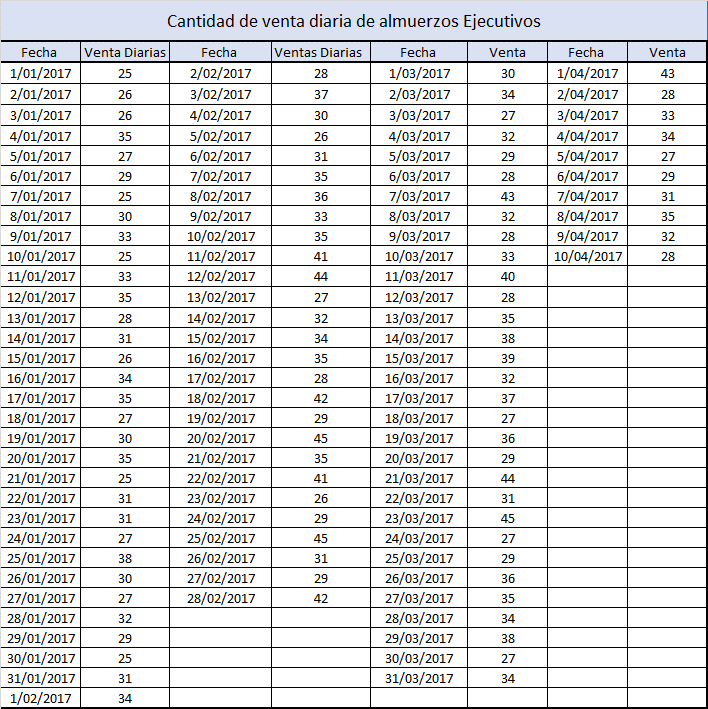 Cantidad de venta diaria de almuerzos Ejecutivos
Fecha Venta Diarias Fecha Ventas Diarias Fecha Venta Fecha Venta
1/01/2017 25 2/02/2017 28 1/03/2017 30 1/04/2017 43
2/01/2017 26 3/02/2017 37 2/03/2017 34 2/04/2017 28
3/01/2017 26 4/02/2017 30 3/03/2017 27 3/04/2017 33
4/01/2017 35 5/02/2017 26 4/03/2017 32 4/04/2017 34
5/01/2017 27 6/02/2017 31 5/03/2017 29 5/04/2017 27
6/01/2017 29 7/02/2017 35 6/03/2017 28 6/04/2017 29
7/01/2017 25 8/02/2017 36 7/03/2017 43 7/04/2017 31
8/01/2017 30 9/02/2017 33 8/03/2017 32 8/04/2017 35
9/01/2017 33 10/02/2017 35 9/03/2017 28 9/04/2017 32
10/01/2017 25 11/02/2017 41 10/03/2017 33 10/04/2017 28
11/01/2017 33 12/02/2017 44 11/03/2017 40
12/01/2017 35 13/02/2017 27 12/03/2017 28
13/01/2017 28 14/02/2017 32 13/03/2017 35
14/01/2017 31 15/02/2017 34 14/03/2017 38
15/01/2017 26 16/02/2017 35 15/03/2017 39
16/01/2017 34 17/02/2017 28 16/03/2017 32
17/01/2017 35 18/02/2017 42 17/03/2017 37
18/01/2017 27 19/02/2017 29 18/03/2017 27
19/01/2017 30 20/02/2017 45 19/03/2017 36
20/01/2017 35 21/02/2017 35 20/03/2017 29
21/01/2017 25 22/02/2017 41 21/03/2017 44
22/01/2017 31 23/02/2017 26 22/03/2017 31
23/01/2017 31 24/02/2017 29 23/03/2017 45
24/01/2017 27 25/02/2017 45 24/03/2017 27
25/01/2017 38 26/02/2017 31 25/03/2017 29
26/01/2017 30 27/02/2017 29 26/03/2017 36
27/01/2017 27 28/02/2017 42 27/03/2017 35
28/01/2017 32 28/03/2017 34
29/01/2017 29 29/03/2017 38
30/01/2017 25 30/03/2017 27
31/01/2017 31 31/03/2017 34
1/02/2017 34